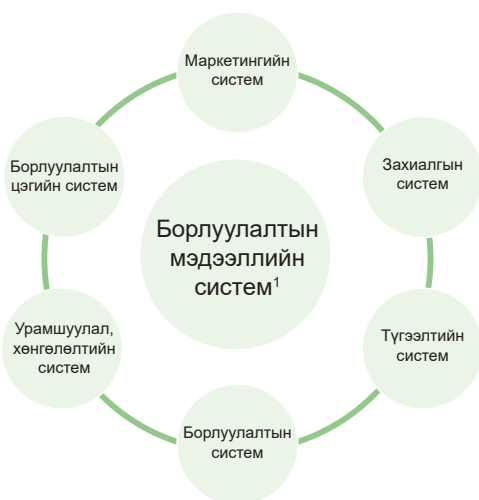 Маркетингийн
систем
Захиалгын
систем
Түгээлтийн
систем
Борлуулалтын
систем
Урамшуулал,
хөнгөлөлтийн
систем
Борлуулалтын
цэгийн систем
Борлуулалтын
мэдээллийн
систем¹